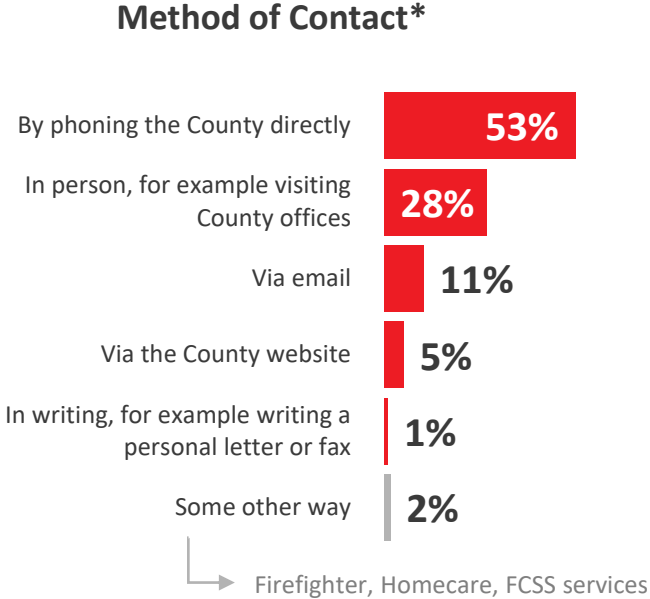 Method of Contact*
By phoning the County directly
53%
In person, for example visiting
County offices
28%
Via email
11%
Via the County website
5%
In writing, for example writing a
personal letter or fax
1%
Some other way
2%
Firefighter, Homecare, FCSS services